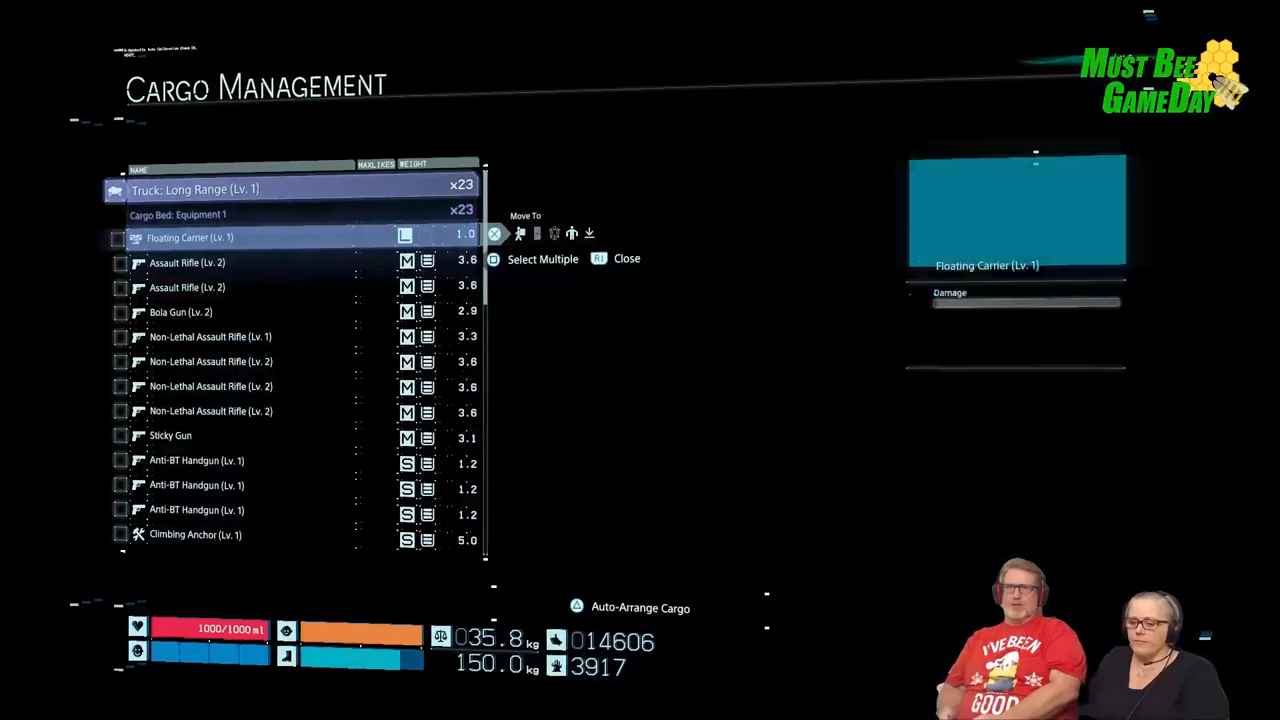 CARGO MANAGEMENT
MUST BEE
GAMEDAY
NAME MAXLIKES WEIGHT
Truck: Long Range (Lv. 1) x23
Cargo Bed: Equipment 1 x23
Floating Carrier (Lv. 1) L 1.0
Move To
Assault Rifle (Lv. 2) M 3.6
Select Multiple R1 Close
Assault Rifle (Lv. 2) M 3.6
Bola Gun (Lv. 2) M 2.9
Non-Lethal Assault Rifle (Lv. 1) M 3.3
Non-Lethal Assault Rifle (Lv. 2) M 3.6
Non-Lethal Assault Rifle (Lv. 2) M 3.6
Non-Lethal Assault Rifle (Lv. 2) M 3.6
Sticky Gun M 3.1
Anti-BT Handgun (Lv. 1) S 1.2
Anti-BT Handgun (Lv. 1) S 1.2
Anti-BT Handgun (Lv. 1) S 1.2
Climbing Anchor (Lv. 1) S 5.0
Floating Carrier (Lv. 1)
Damage
Auto-Arrange Cargo
1000/1000 ml
035.8 kg 014606
150.0 kg 3917
I'VE BEEN
GOOD